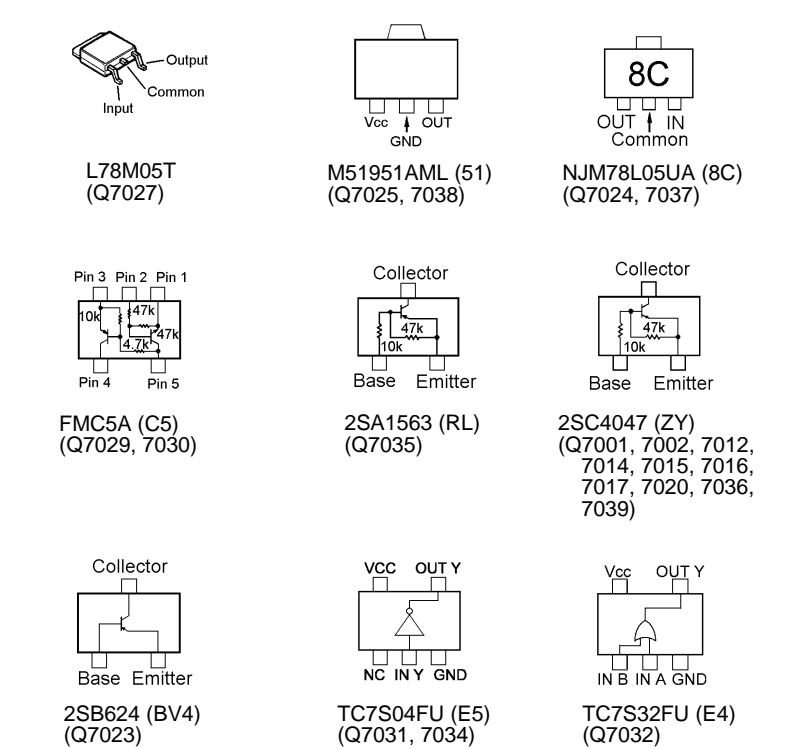 Output
Common
Input
L78M05T
(Q7027)
Vcc OUT
GND
M51951AML (51)
(Q7025, 7038)
8C
OUT IN
Common
NJM78L05UA (8C)
(Q7024, 7037)
Pin 3 Pin 2 Pin 1
10k 47k
47k
4.7k
Pin 4 Pin 5
FMC5A (C5)
(Q7029, 7030)
Collector
47k
10k
Base Emitter
2SA1563 (RL)
(Q7035)
Collector
47k
10k
Base Emitter
2SC4047 (ZY)
(Q7001, 7002, 7012,
7014, 7015, 7016,
7017, 7020, 7036,
7039)
Collector
Base Emitter
2SB624 (BV4)
(Q7023)
VCC OUT Y
NC IN Y GND
TC7S04FU (E5)
(Q7031, 7034)
Vcc OUT Y
IN B IN A GND
TC7S32FU (E4)
(Q7032)